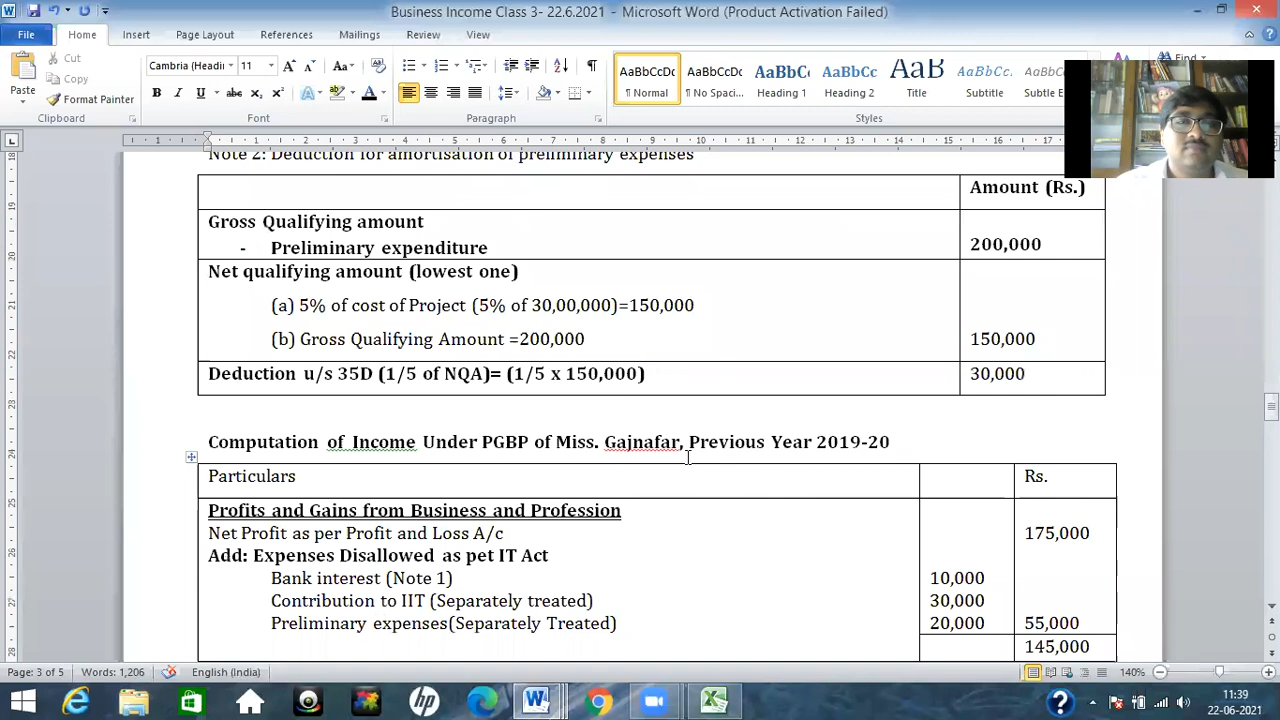 Business Income Class 3- 22.6.2021 - Microsoft Word (Product Activation Failed)
File Home Insert Page Layout References Mailings Review View
Cut
Copy
Paste
Format Painter
Cambria (Headi 11
Normal No Spaci... Heading 1 Heading 2 Title Subtitle
Find
Clipboard Font Paragraph Styles
Note 2: Deduction for amortisation of preliminary expenses
Amount (Rs.)
Gross Qualifying amount
- Preliminary expenditure 200,000
Net qualifying amount (lowest one)
(a) 5% of cost of Project (5% of 30,00,000)=150,000
(b) Gross Qualifying Amount =200,000 150,000
Deduction u/s 35D (1/5 of NQA)= (1/5 x 150,000) 30,000
Computation of Income Under PGBP of Miss. Gajnafar, Previous Year 2019-20
Particulars Rs.
Profits and Gains from Business and Profession
Net Profit as per Profit and Loss A/c 175,000
Add: Expenses Disallowed as pet IT Act
Bank interest (Note 1) 10,000
Contribution to IIT (Separately treated) 30,000
Preliminary expenses(Separately Treated) 20,000 55,000
145,000
Page: 3 of 5 Words: 1,206 English (India) 140%
11:39
22-06-2021